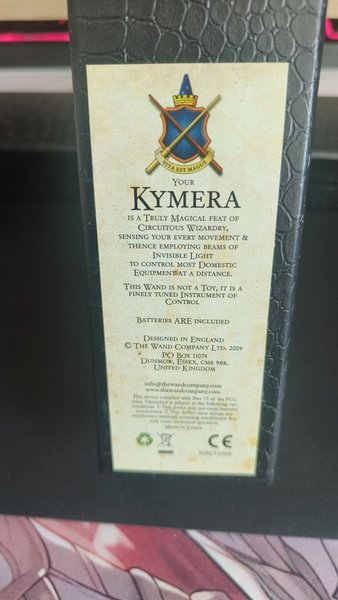 VITA EST MAGUS
YOUR
KYMERA
IS A TRULY MAGICAL FEAT OF
CIRCUITOUS WIZARDRY,
SENSING YOUR EVERY MOVEMENT &
THENCE EMPLOYING BEAMS OF
INVISIBLE LIGHT
TO CONTROL MOST DOMESTIC
EQUIPMENT AT A DISTANCE.
THIS WAND IS NOT A TOY, IT IS A
FINELY TUNED INSTRUMENT OF
CONTROL
BATTERIES ARE INCLUDED
DESIGNED IN ENGLAND
© THE WAND COMPANY LTD. 2009
PO BOX 11074
DUNMOW, ESSEX, CM6 9BR.
UNITED KINGDOM
info@thewandcompany.com
www.thewandcompany.com
This device complies with Part 15 of the FCC
rules. Operation is subject to the following two
conditions: 1. This device may not cause harmful
interference. 2. This device must accept any
interference received, including interference that
may cause undesired operation.
MADE IN CHINA
CE
WRC10209